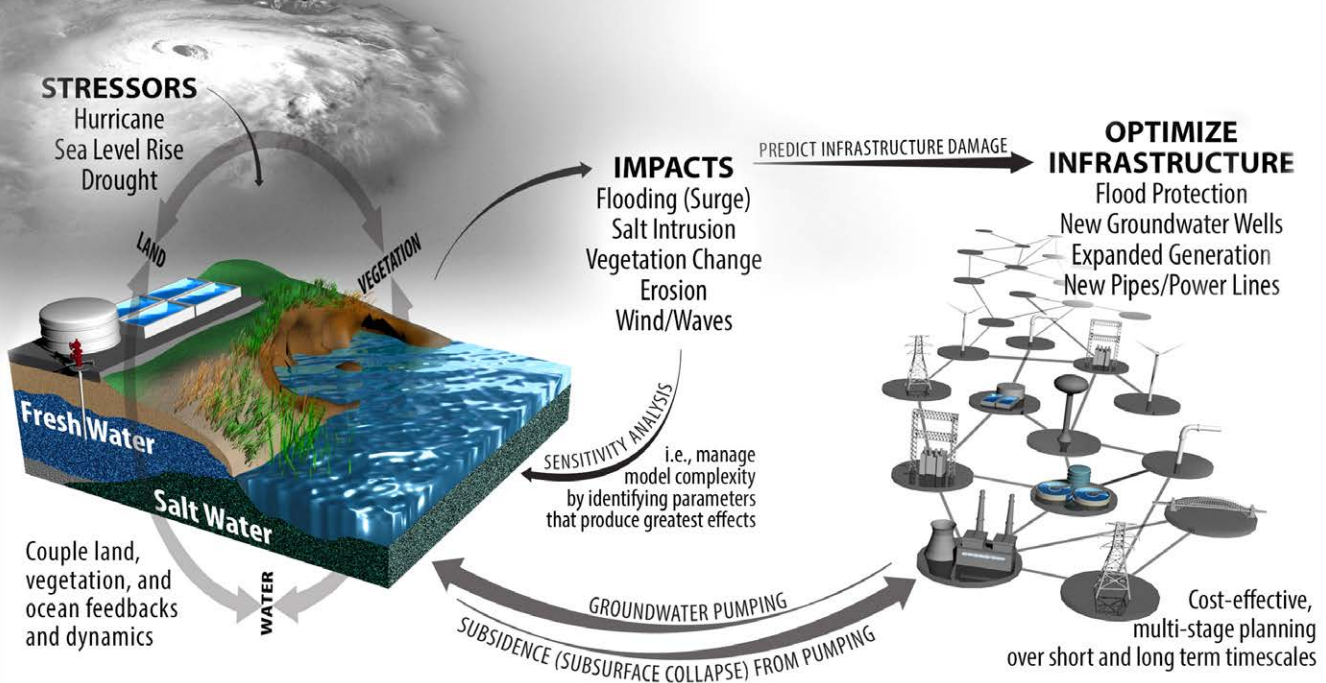 STRESSORS
Hurricane
Sea Level Rise
Drought
LAND
VEGETATION
Fresh Water
Salt Water
WATER
Couple land,
vegetation, and
ocean feedbacks
and dynamics
IMPACTS
Flooding (Surge)
Salt Intrusion
Vegetation Change
Erosion
Wind/Waves
SENSITIVITY ANALYSIS
i.e., manage
model complexity
by identifying parameters
that produce greatest effects
PREDICT INFRASTRUCTURE DAMAGE
OPTIMIZE
INFRASTRUCTURE
Flood Protection
New Groundwater Wells
Expanded Generation
New Pipes/Power Lines
GROUNDWATER PUMPING
SUBSIDENCE (SUBSURFACE COLLAPSE) FROM PUMPING
Cost-effective,
multi-stage planning
over short and long term timescales